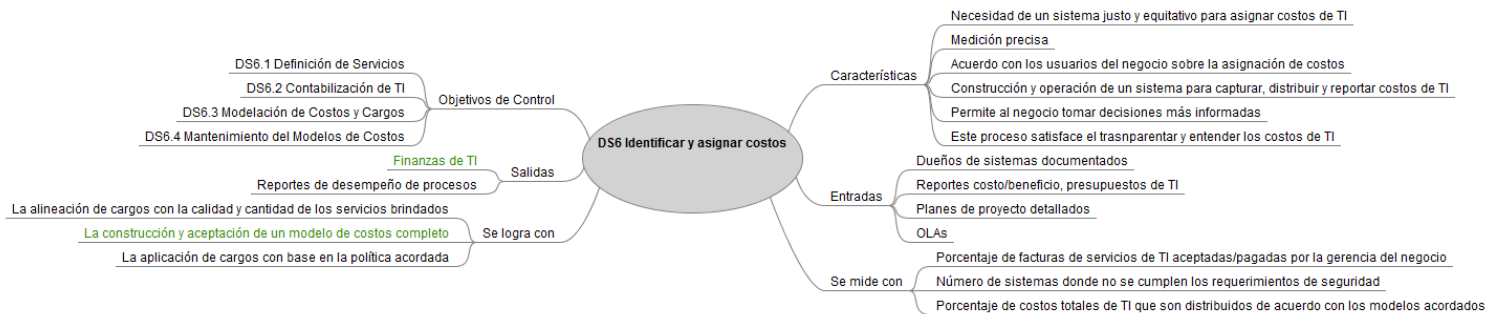 DS6 Identificar y asignar costos
Características
Necesidad de un sistema justo y equitativo para asignar costos de TI
Medición precisa
Acuerdo con los usuarios del negocio sobre la asignación de costos
Construcción y operación de un sistema para capturar, distribuir y reportar costos de TI
Permite al negocio tomar decisiones más informadas
Este proceso satisface el trasnparentar y entender los costos de TI
Entradas
Dueños de sistemas documentados
Reportes costo/beneficio, presupuestos de TI
Planes de proyecto detallados
OLAs
Se mide con
Porcentaje de facturas de servicios de TI aceptadas/pagadas por la gerencia del negocio
Número de sistemas donde no se cumplen los requerimientos de seguridad
Porcentaje de costos totales de TI que son distribuidos de acuerdo con los modelos acordados
Objetivos de Control
DS6.1 Definición de Servicios
DS6.2 Contabilización de TI
DS6.3 Modelación de Costos y Cargos
DS6.4 Mantenimiento del Modelos de Costos
Salidas
Finanzas de TI
Reportes de desempeño de procesos
Se logra con
La alineación de cargos con la calidad y cantidad de los servicios brindados
La construcción y aceptación de un modelo de costos completo
La aplicación de cargos con base en la política acordada